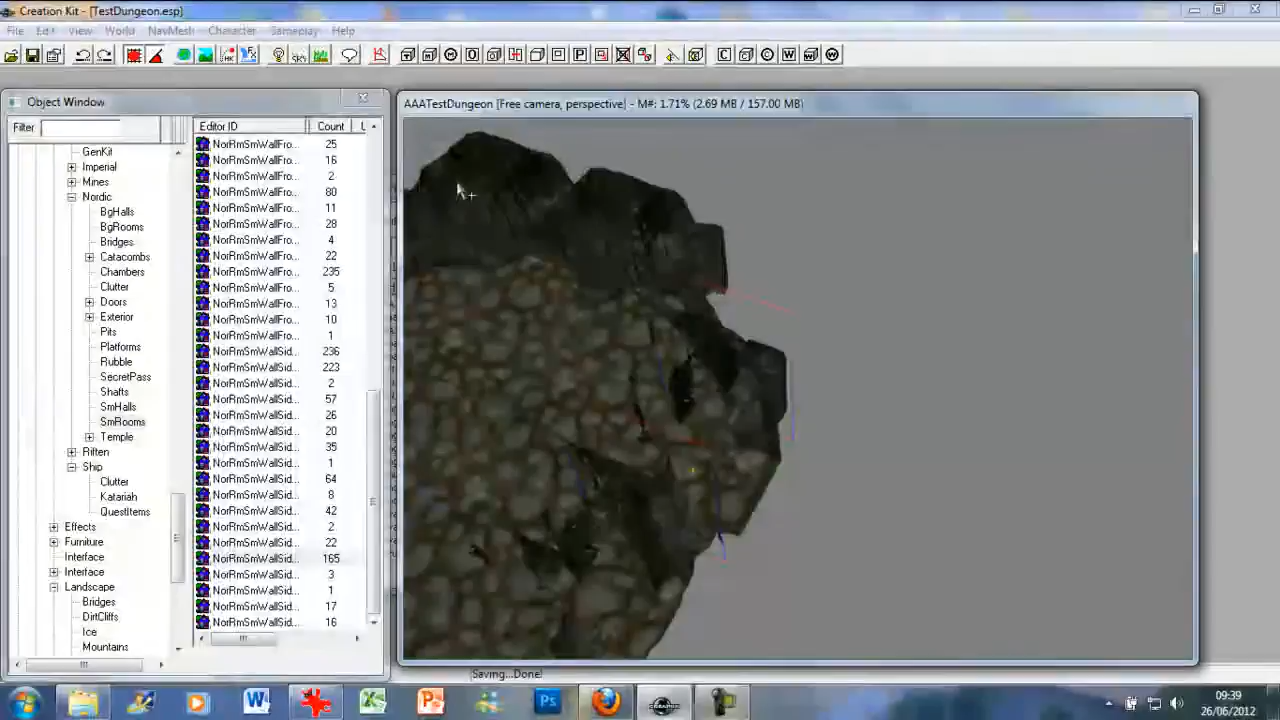 Creation Kit - [TestDungeon.esp]
File Edit View World NavMesh Character Gameplay Help
Object Window
Filter
GenKit
Imperial
Mines
Nordic
BgHalls
BgRooms
Bridges
Catacombs
Chambers
Clutter
Doors
Exterior
Pits
Platforms
Rubble
SecretPass
Shafts
SmHalls
SmRooms
Temple
Riften
Ship
Clutter
Katariah
QuestItems
Effects
Furniture
Interface
Interface
Landscape
Bridges
DirtCliffs
Ice
Mountains
Editor ID Count
NorRmSmWallFro... 25
NorRmSmWallFro... 16
NorRmSmWallFro... 2
NorRmSmWallFro... 80
NorRmSmWallFro... 11
NorRmSmWallFro... 28
NorRmSmWallFro... 4
NorRmSmWallFro... 22
NorRmSmWallFro... 235
NorRmSmWallFro... 5
NorRmSmWallFro... 13
NorRmSmWallFro... 10
NorRmSmWallFro... 1
NorRmSmWallSid... 236
NorRmSmWallSid... 223
NorRmSmWallSid... 2
NorRmSmWallSid... 57
NorRmSmWallSid... 26
NorRmSmWallSid... 20
NorRmSmWallSid... 35
NorRmSmWallSid... 1
NorRmSmWallSid... 64
NorRmSmWallSid... 8
NorRmSmWallSid... 42
NorRmSmWallSid... 2
NorRmSmWallSid... 22
NorRmSmWallSid... 165
NorRmSmWallSid... 3
NorRmSmWallSid... 1
NorRmSmWallSid... 17
NorRmSmWallSid... 16
AAATestDungeon [Free camera, perspective] - M#: 1.71% (2.69 MB / 157.00 MB)
Saving...Done!
09:39
26/06/2012